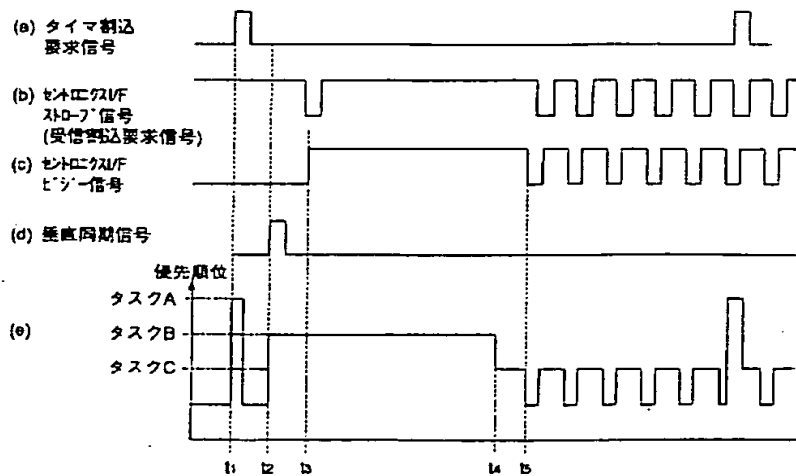 (a) タイマ割込
要求信号
(b) セントロニクスI/F
ストローブ信号
(受信割込要求信号)
(c) セントロニクスI/F
ビジー信号
(d) 垂直同期信号
優先順位
タスクA
(e) タスクB
タスクC
t1 t2 t3 t4 t5